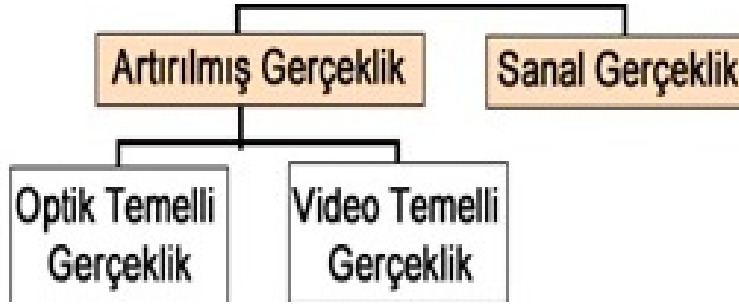 Artırılmış Gerçeklik
Sanal Gerçeklik
Optik Temelli
Gerçeklik
Video Temelli
Gerçeklik